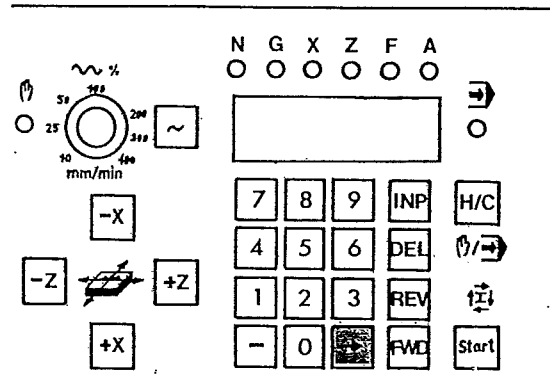 N G X Z F A
%
100
50
200
25
300
10
400
mm/min
~
7 8 9 INP H/C
-X
4 5 6 DEL
-Z +Z
1 2 3 REV
+X
- 0 → FWD Start